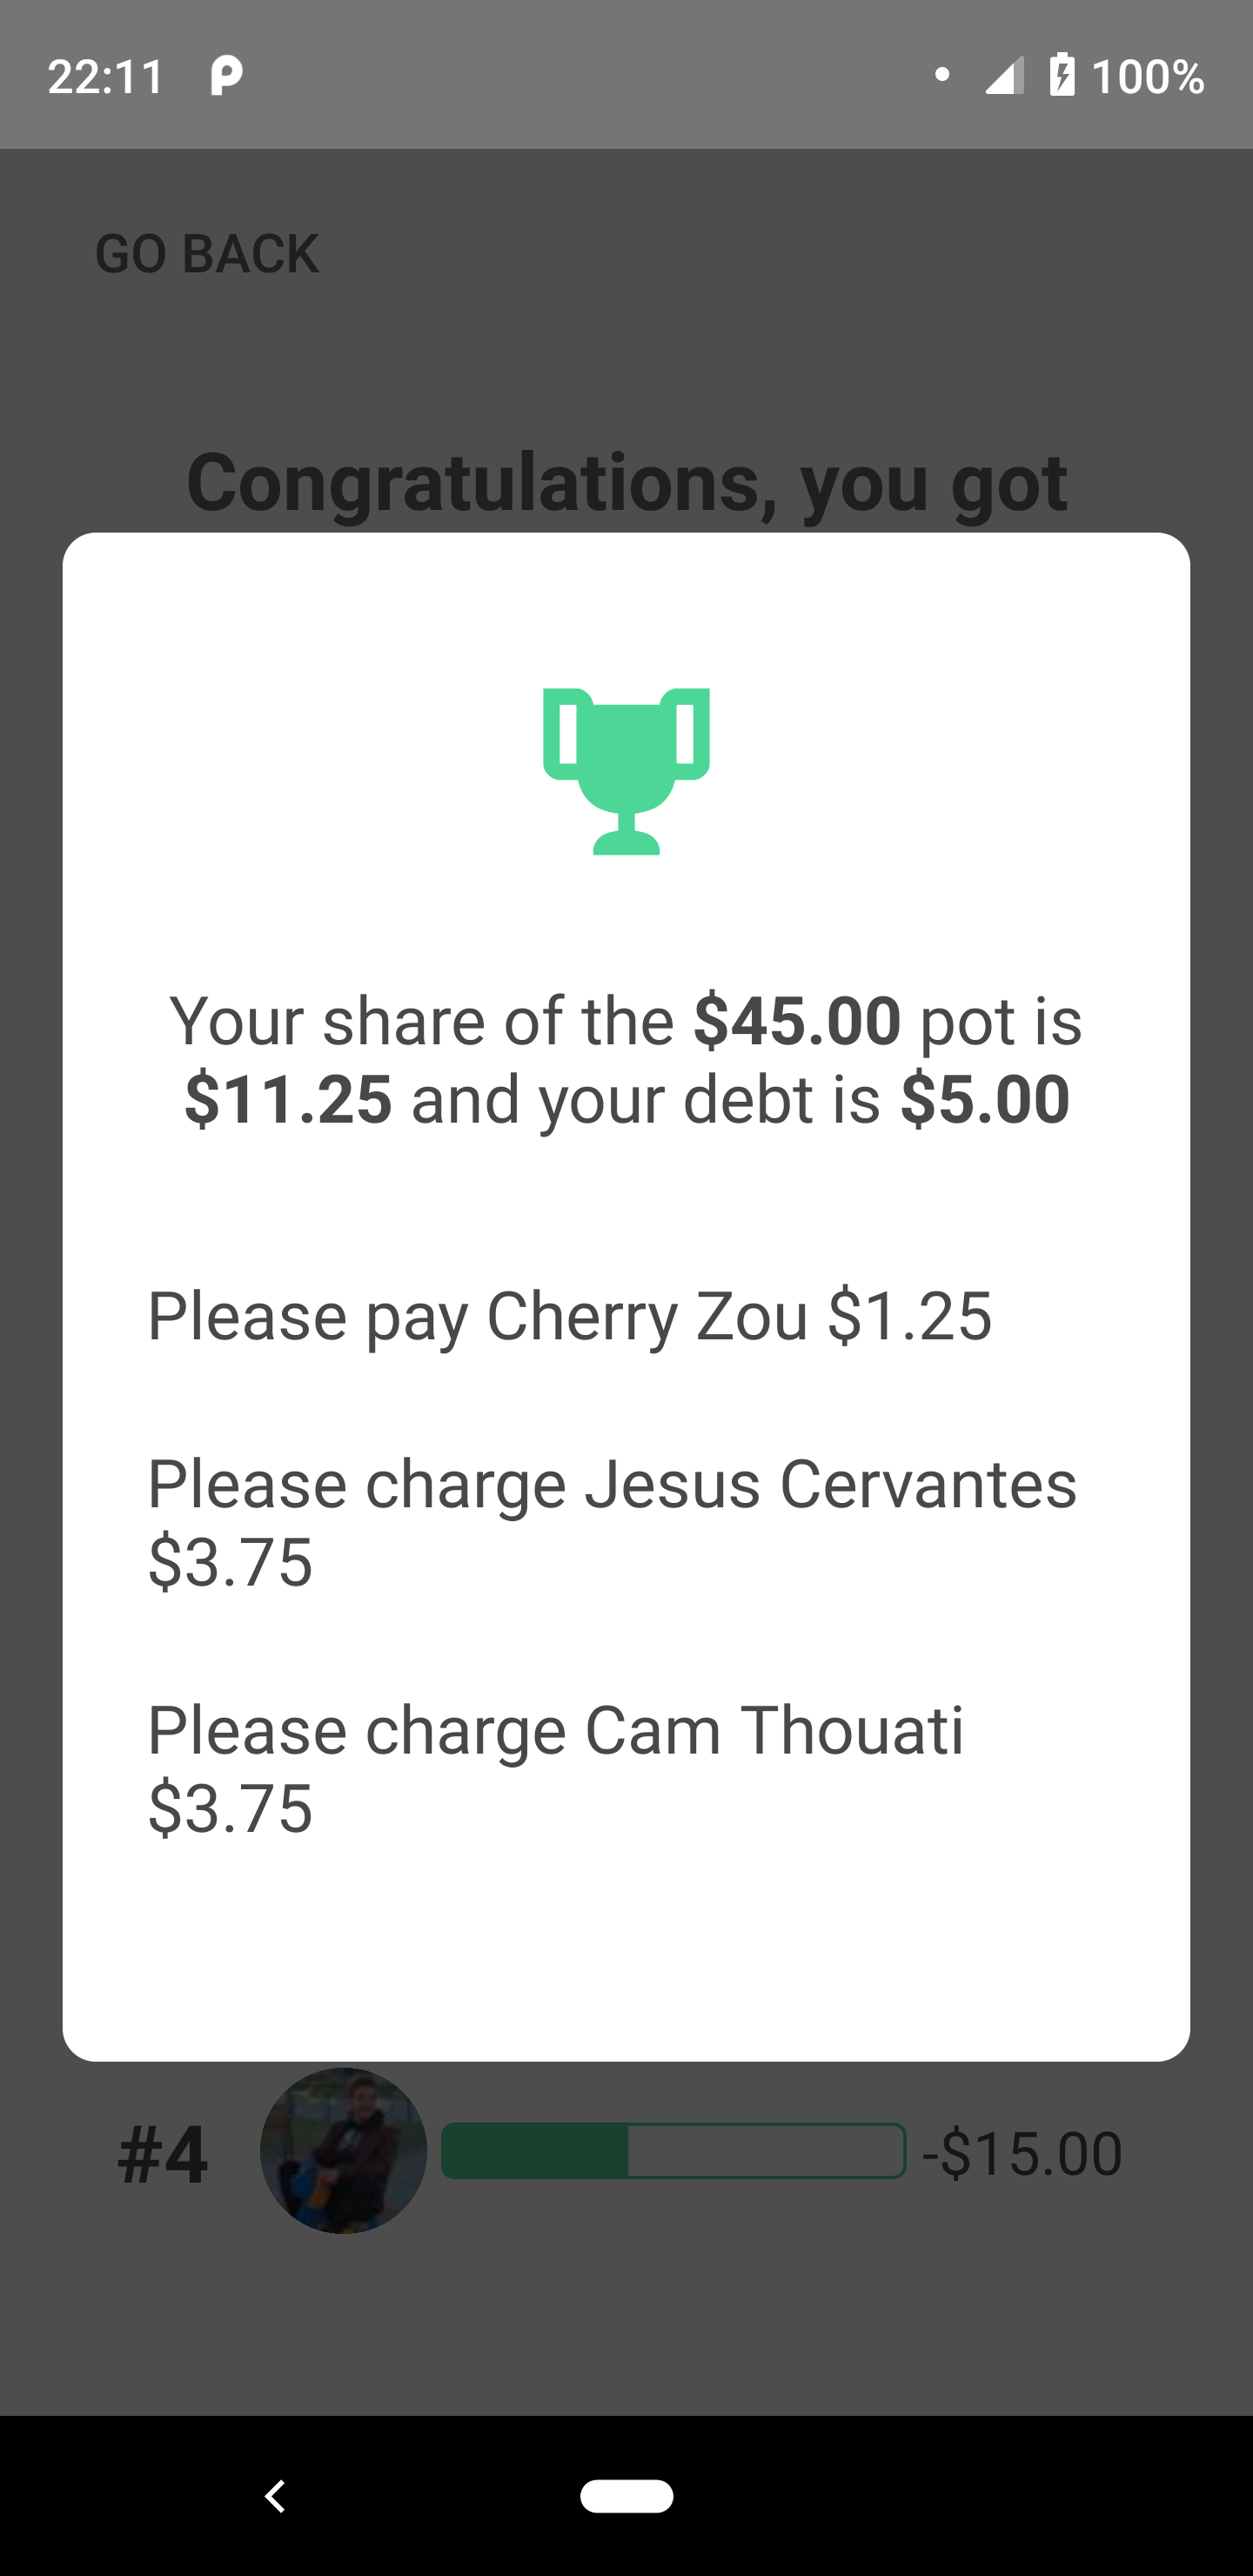 22:11
100%
GO BACK
Congratulations, you got
Your share of the $45.00 pot is
$11.25 and your debt is $5.00
Please pay Cherry Zou $1.25
Please charge Jesus Cervantes
$3.75
Please charge Cam Thouati
$3.75
#4
-$15.00